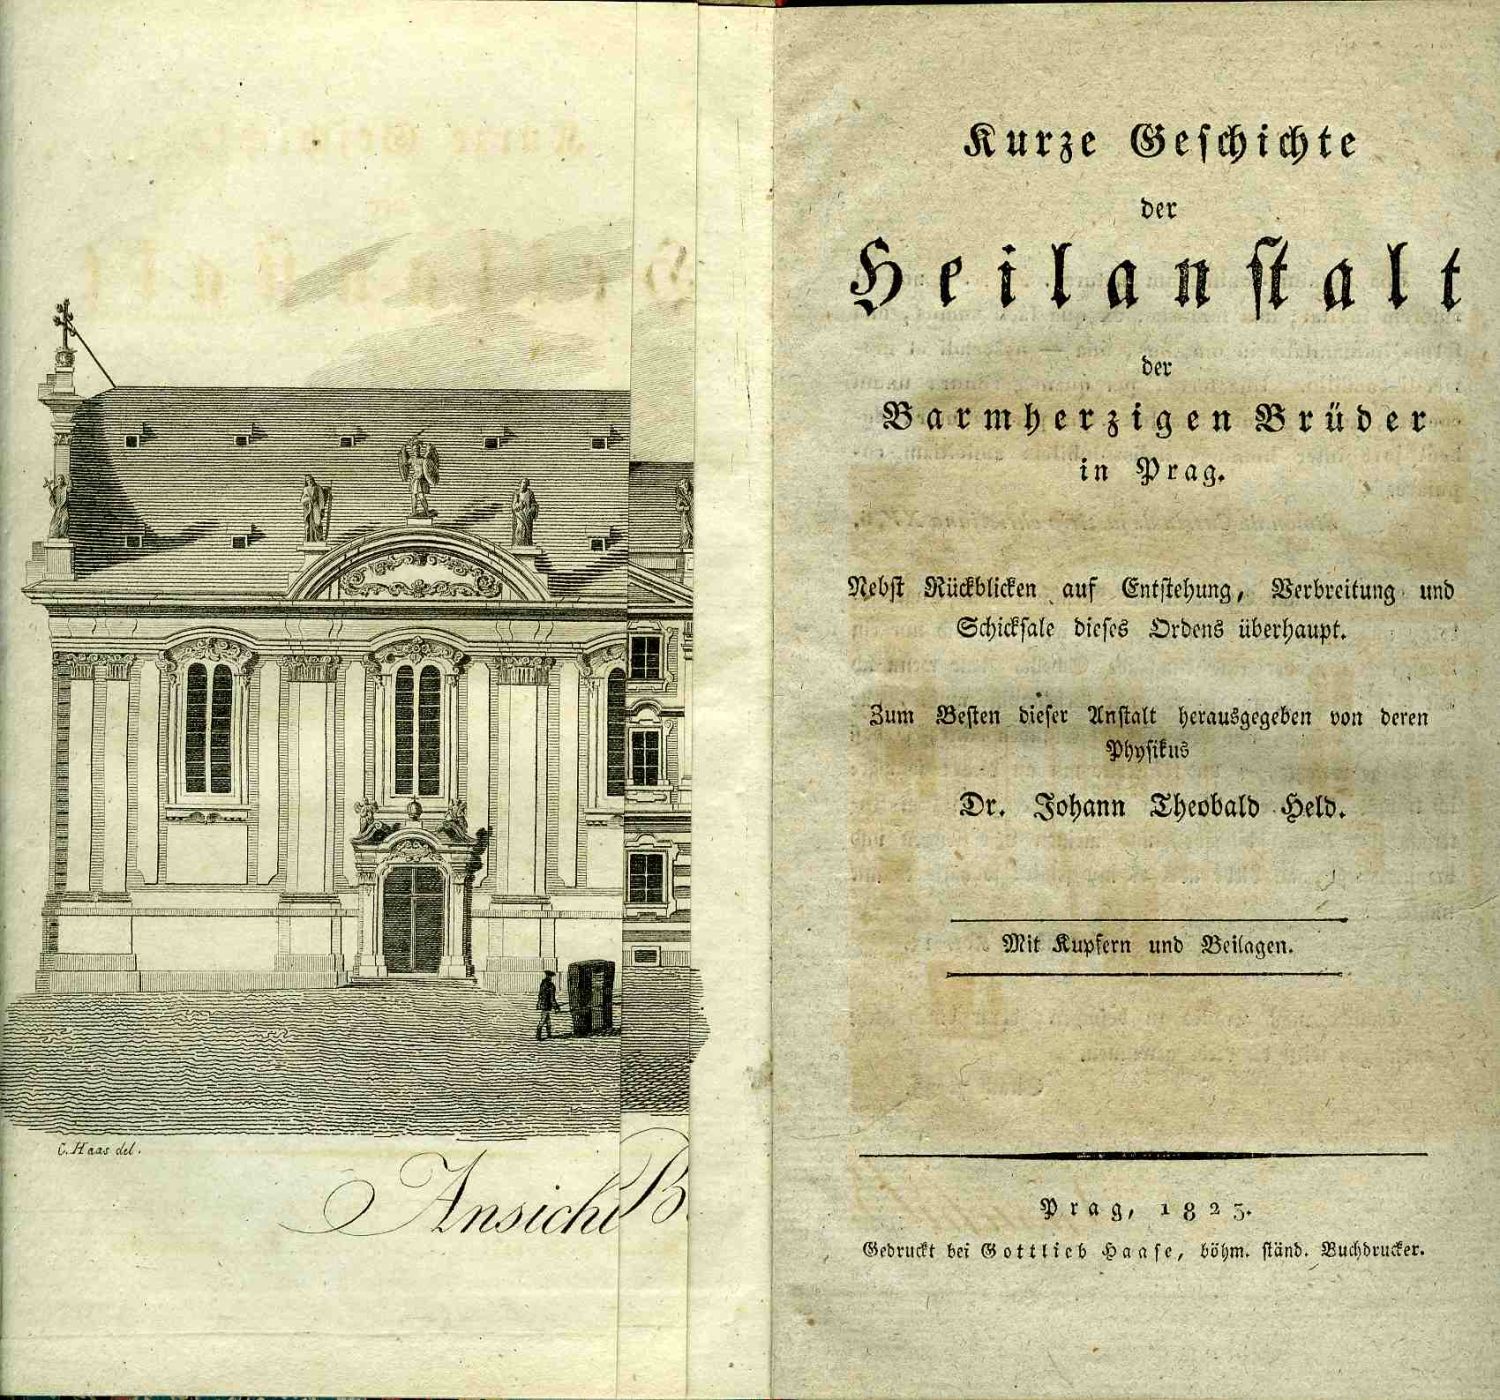 C. Haas del.
Ansicht B
Kurze Geschichte
der
Heilanstalt
der
Barmherzigen Brüder
in Prag.
Nebst Rückblicken auf Entstehung, Verbreitung und
Schicksale dieses Ordens überhaupt.
Zum Besten dieser Anstalt herausgegeben von deren
Physikus
Dr. Johann Theobald Held.
Mit Kupfern und Beilagen.
Prag, 1823.
Gedruckt bei Gottlieb Haase, böhm. ständ. Buchdrucker.